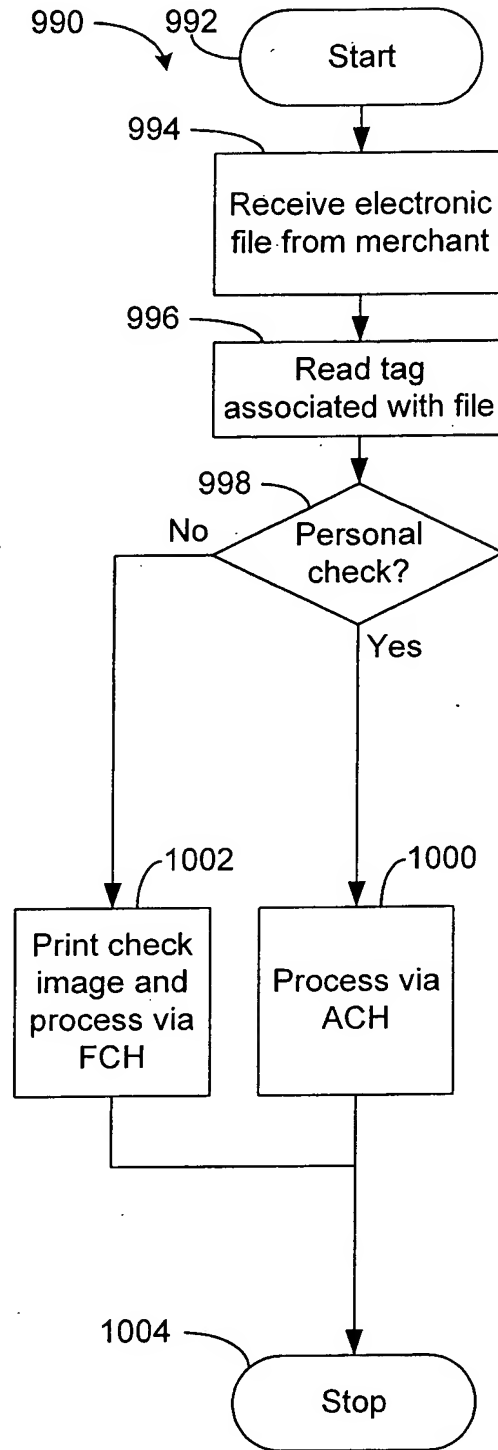 990
992
Start
994
Receive electronic
file from merchant
996
Read tag
associated with file
998
Personal
check?
No
Yes
1002
1000
Print check
image and
process via
FCH
Process via
ACH
1004
Stop